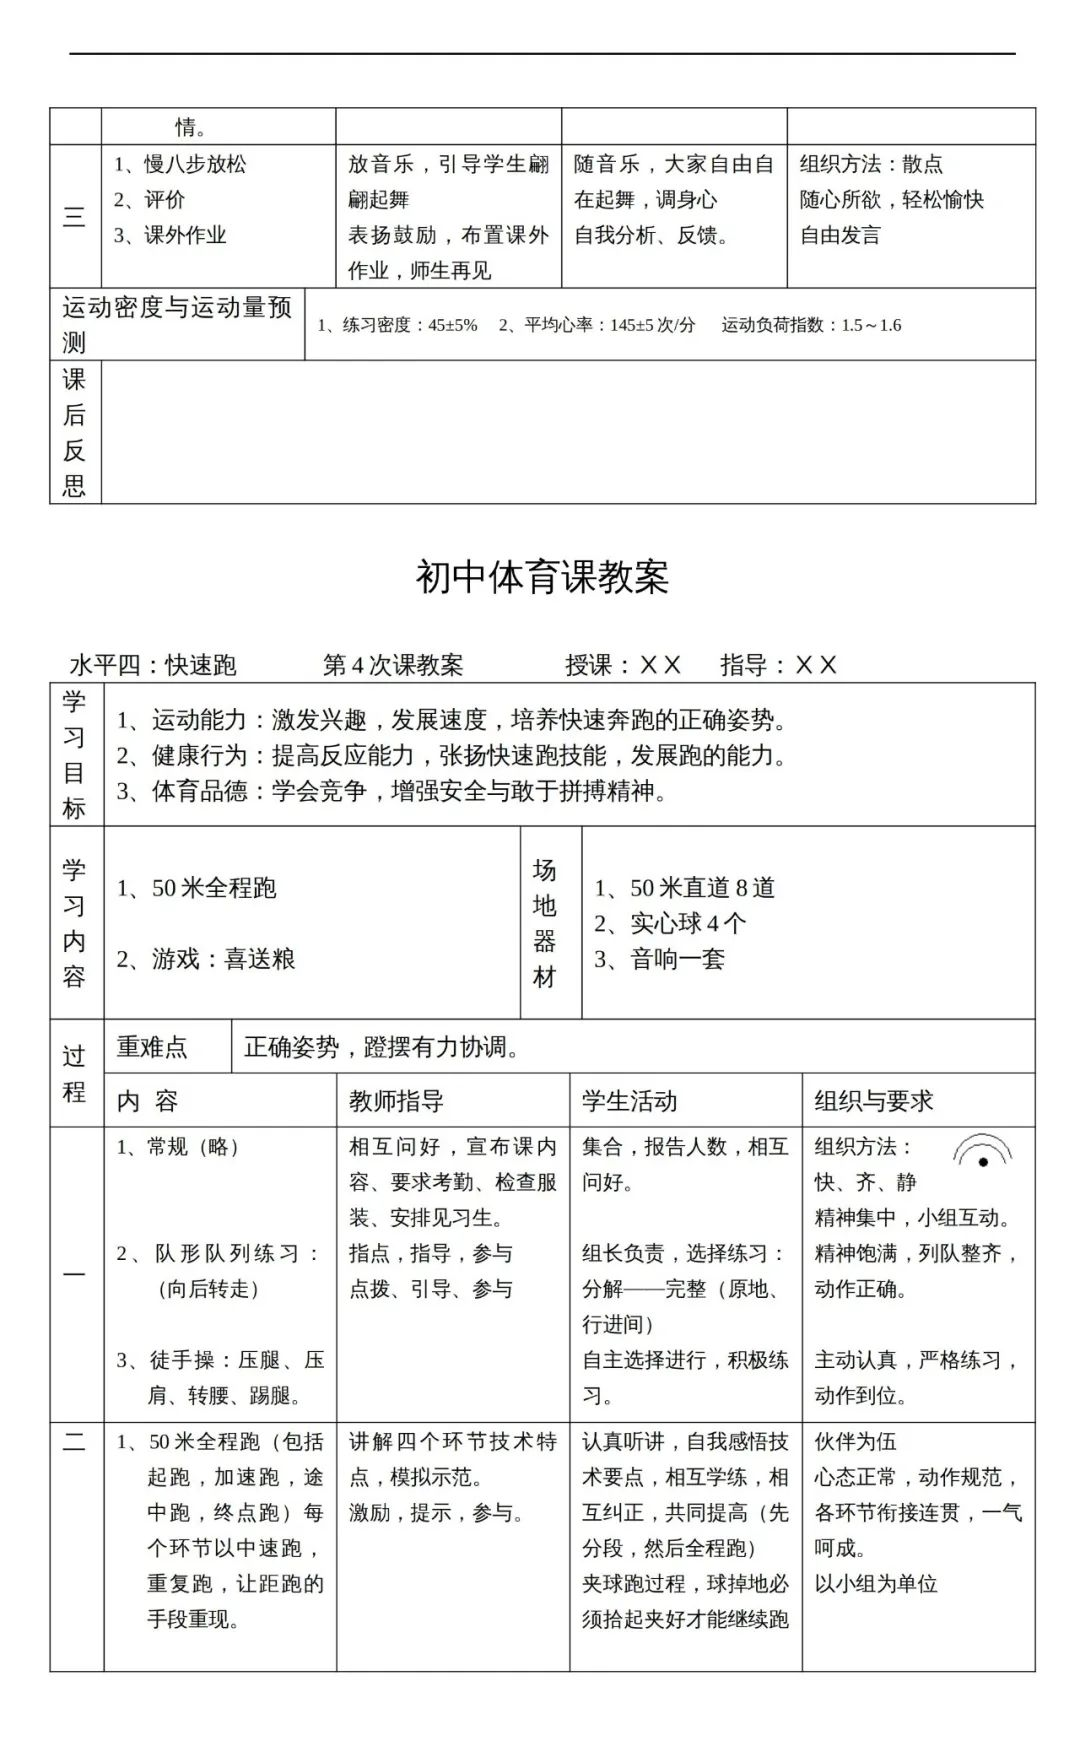 情。
三
1、慢八步放松
2、评价
3、课外作业
放音乐，引导学生翩
翩起舞
表扬鼓励，布置课外
作业，师生再见
随音乐，大家自由自
在起舞，调身心
自我分析、反馈。
组织方法：散点
随心所欲，轻松愉快
自由发言
运动密度与运动量预
测
1、练习密度：45±5% 2、平均心率：145±5 次/分 运动负荷指数：1.5～1.6
课
后
反
思
初中体育课教案
水平四：快速跑 第 4 次课教案 授课：ＸＸ 指导：ＸＸ
学
习
目
标
1、运动能力：激发兴趣，发展速度，培养快速奔跑的正确姿势。
2、健康行为：提高反应能力，张扬快速跑技能，发展跑的能力。
3、体育品德：学会竞争，增强安全与敢于拼搏精神。
学
习
内
容
1、50 米全程跑
2、游戏：喜送粮
场
地
器
材
1、50 米直道 8 道
2、实心球 4 个
3、音响一套
过
程
重难点
正确姿势，蹬摆有力协调。
内 容
教师指导
学生活动
组织与要求
一
1、常规（略）
2、队形队列练习：
（向后转走）
3、徒手操：压腿、压
肩、转腰、踢腿。
相互问好，宣布课内
容、要求考勤、检查服
装、安排见习生。
指点，指导，参与
点拨、引导、参与
集合，报告人数，相互
问好。
组长负责，选择练习：
分解——完整（原地、
行进间）
自主选择进行，积极练
习。
组织方法：
快、齐、静
精神集中，小组互动。
精神饱满，列队整齐，
动作正确。
主动认真，严格练习，
动作到位。
二
1、50 米全程跑（包括
起跑，加速跑，途
中跑，终点跑）每
个环节以中速跑，
重复跑，让距跑的
手段重现。
讲解四个环节技术特
点，模拟示范。
激励，提示，参与。
认真听讲，自我感悟技
术要点，相互学练，相
互纠正，共同提高（先
分段，然后全程跑）
夹球跑过程，球掉地必
须拾起夹好才能继续跑
伙伴为伍
心态正常，动作规范，
各环节衔接连贯，一气
呵成。
以小组为单位